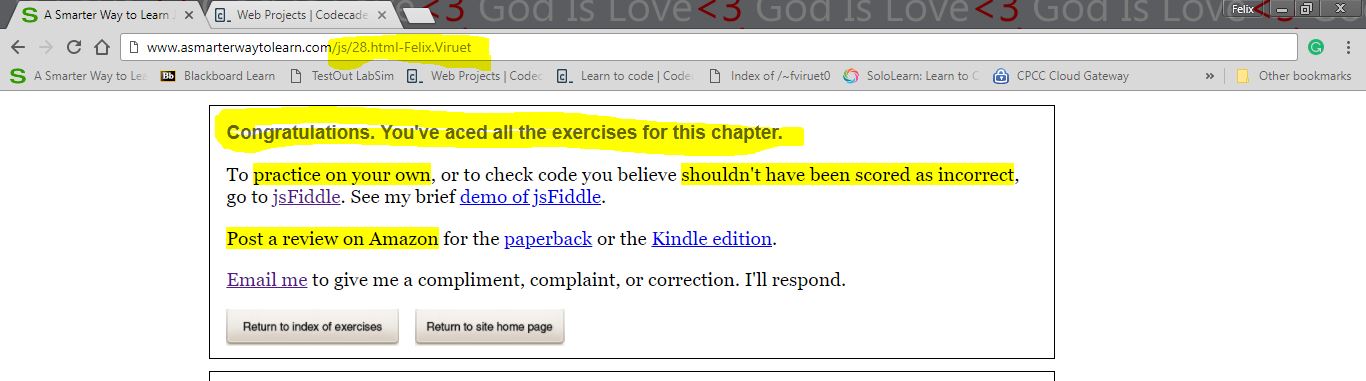 God Is Love<3 God Is Love<3 God Is Love<3
A Smarter Way to Learn
Web Projects | Codecade
Felix
www.asmarterwaytolearn.com/js/28.html-Felix.Viruet
A Smarter Way to Lea
Blackboard Learn
TestOut LabSim
Web Projects | Codec
Learn to code | Code
Index of /~fviruet0
SoloLearn: Learn to C
CPCC Cloud Gateway
»
Other bookmarks
Congratulations. You've aced all the exercises for this chapter.
To practice on your own, or to check code you believe shouldn't have been scored as incorrect,
go to jsFiddle. See my brief demo of jsFiddle.
Post a review on Amazon for the paperback or the Kindle edition.
Email me to give me a compliment, complaint, or correction. I'll respond.
Return to index of exercises
Return to site home page